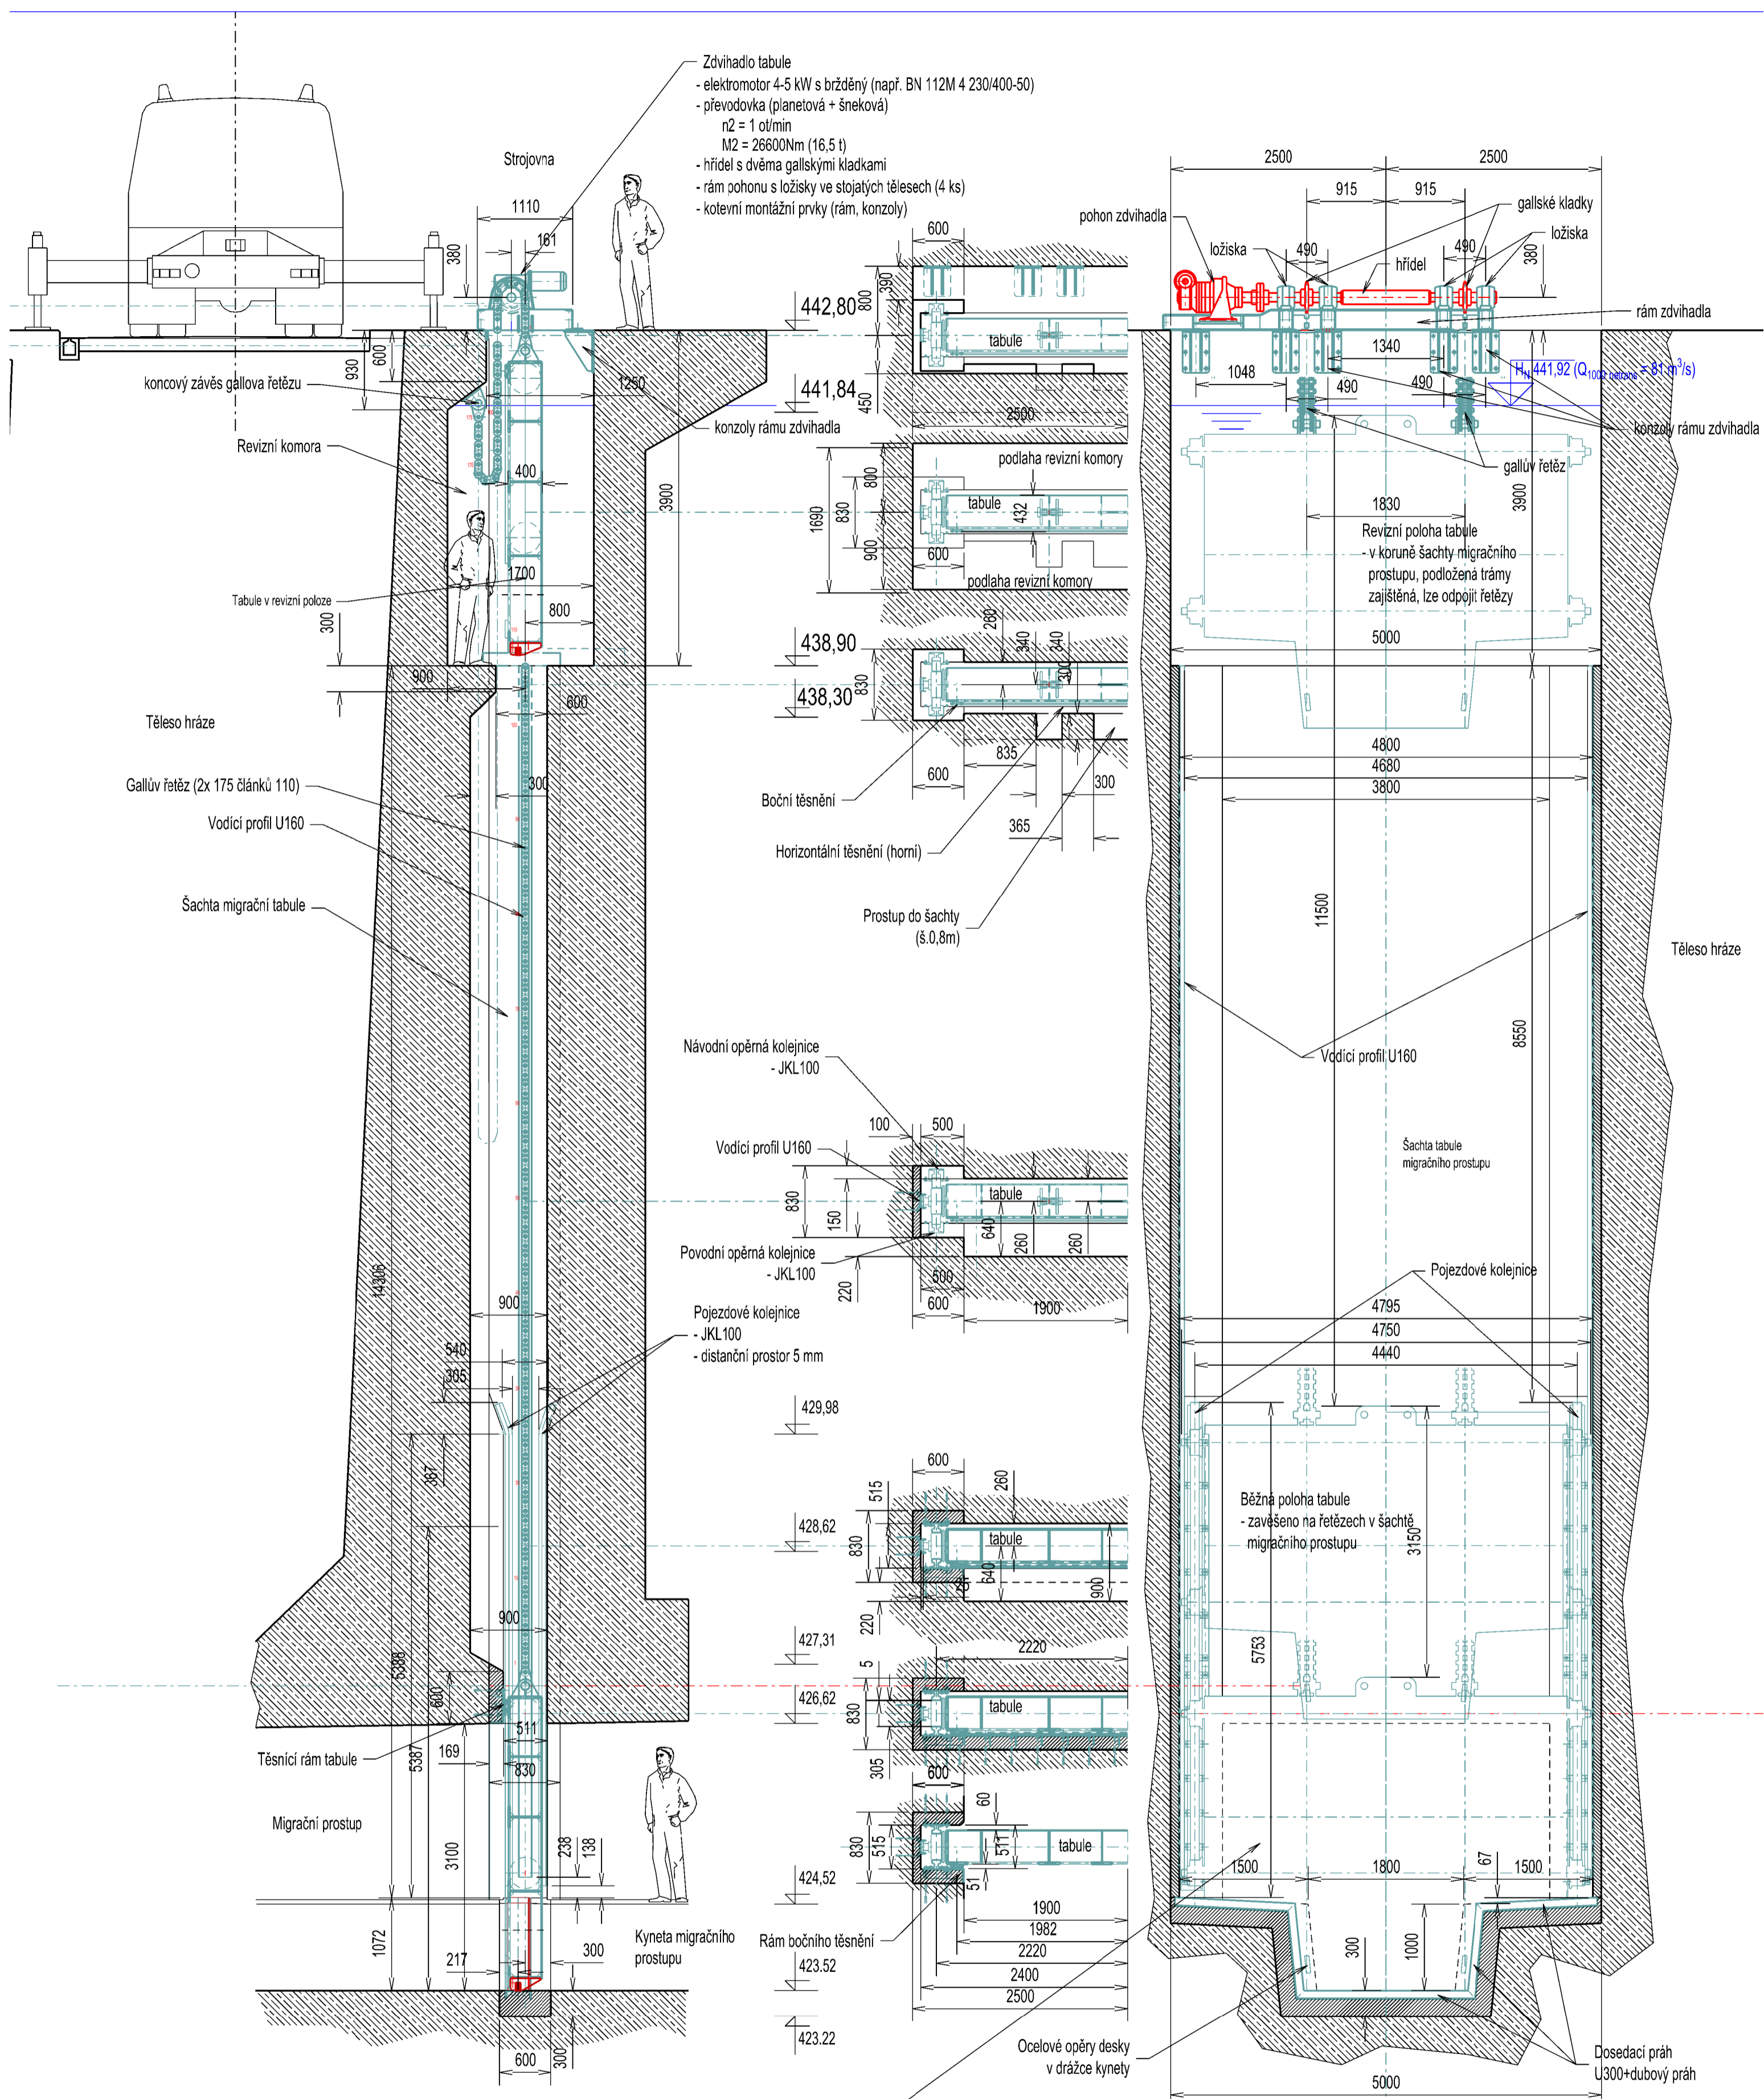 Zdvihadlo tabule
- elektromotor 4-5 kW s bržděný (např. BN 112M 4 230/400-50)
- převodovka (planetová + šneková)
n2 = 1 ot/min
M2 = 26600Nm (16,5 t)
- hřídel s dvěma gallskými kladkami
- rám pohonu s ložisky ve stojatých tělesech (4 ks)
- kotevní montážní prvky (rám, konzoly)
Strojovna
1110
161
380
600
930
koncový závěs gallova řetězu
1250
konzoly rámu zdvihadla
Revizní komora
400
3900
1700
Tabule v revizní poloze
800
300
900
600
Těleso hráze
300
Gallův řetěz (2x 175 článků 110)
Vodící profil U160
Šachta migrační tabule
14306
900
540
305
Pojezdové kolejnice
- JKL100
- distanční prostor 5 mm
367
900
5388
600
511
169
830
5387
Těsnící rám tabule
Migrační prostup
3100
238
138
1072
217
300
Kyneta migračního
prostupu
600
300
442,80
441,84
438,90
438,30
429,98
428,62
427,31
426,62
424,52
423.52
423.22
600
390
800
tabule
450
2500
podlaha revizní komory
800
tabule
1690
830
432
900
600
podlaha revizní komory
260
340
340
300
830
835
600
300
365
Boční těsnění
Horizontální těsnění (horní)
Prostup do šachty
(š.0,8m)
Návodní opěrná kolejnice
- JKL100
100
500
Vodící profil U160
tabule
830
150
640
260
260
Povodní opěrná kolejnice
- JKL100
220
500
600
1900
600
260
515
tabule
830
640
900
220
2220
5
tabule
830
305
600
60
830
515
511
tabule
51
1900
1982
2220
2400
2500
Rám bočního těsnění
2500
2500
915
915
pohon zdvihadla
gallské kladky
ložiska
ložiska
490
490
hřídel
380
rám zdvihadla
1340
1048
490
490
441,92 (Q
= 81 m³/s)
konzoly rámu zdvihadla
gallův řetěz
1830
3900
Revizní poloha tabule
- v koruně šachty migračního
prostupu, podložená trámy
zajištěná, lze odpojit řetězy
5000
4800
4680
3800
11500
Těleso hráze
8550
Vodící profil U160
Šachta tabule
migračního prostupu
Pojezdové kolejnice
4795
4750
4440
Běžná poloha tabule
- zavěšeno na řetězech v šachtě
migračního prostupu
3150
5753
67
1500
1800
1500
300
1000
Ocelové opěry desky
v drážce kynety
Dosedací práh
U300+dubový práh
5000